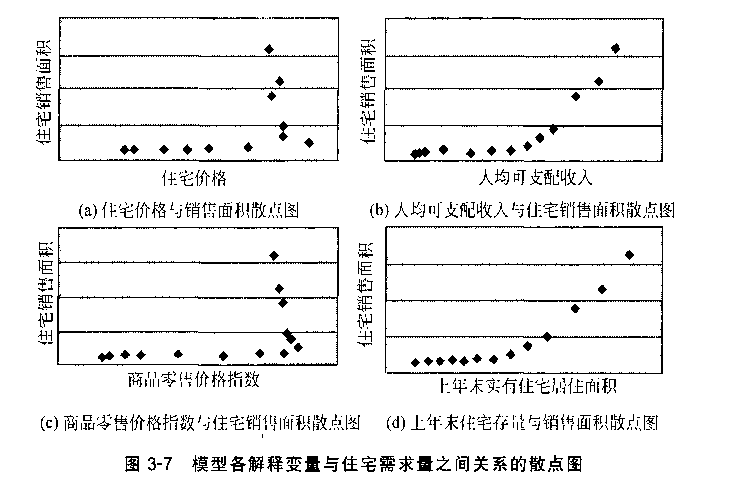 住宅销售面积
住宅价格
(a) 住宅价格与销售面积散点图
住宅销售面积
人均可支配收入
(b) 人均可支配收入与住宅销售面积散点图
住宅销售面积
商品零售价格指数
(c) 商品零售价格指数与住宅销售面积散点图
住宅销售面积
上年末实有住宅居住面积
(d) 上年末住宅存量与销售面积散点图
图 3-7 模型各解释变量与住宅需求量之间关系的散点图